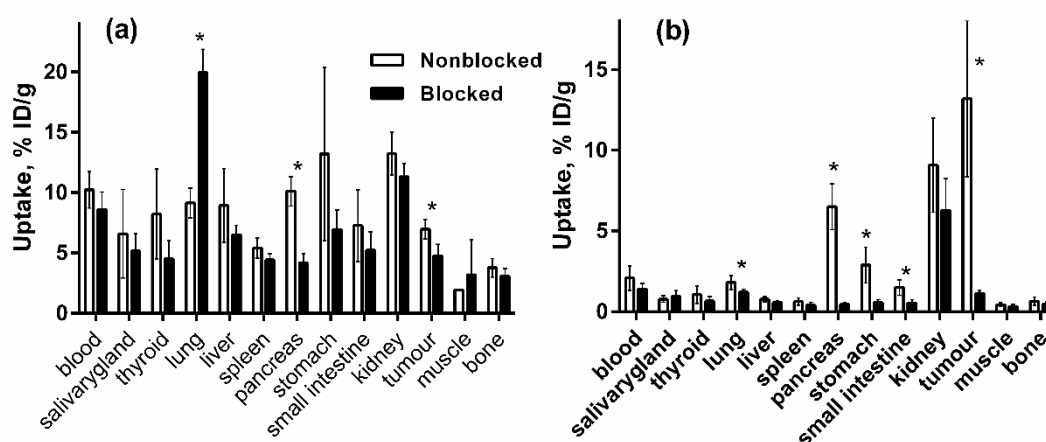 (a)
Uptake, % ID/g
20
15
10
5
0
*
*
*
Nonblocked
Blocked
blood
salivarygland
thyroid
lung
liver
spleen
pancreas
stomach
small intestine
kidney
tumour
muscle
bone
(b)
Uptake, % ID/g
15
10
5
0
*
*
*
*
*
blood
salivarygland
thyroid
lung
liver
spleen
pancreas
stomach
small intestine
kidney
tumour
muscle
bone